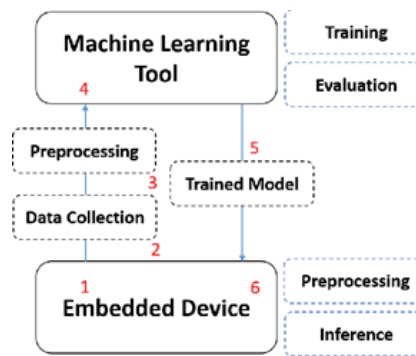 Machine Learning
Tool
4
Training
Evaluation
Preprocessing
3
Data Collection
2
5
Trained Model
1
6
Embedded Device
Preprocessing
Inference